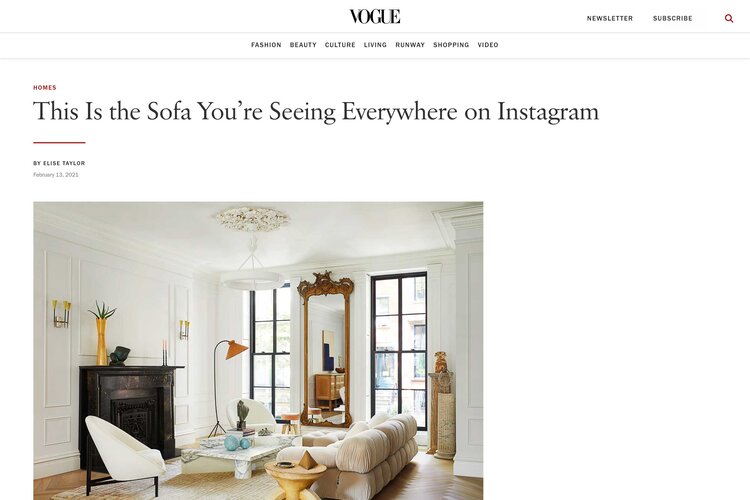 VOGUE
NEWSLETTER SUBSCRIBE
FASHION BEAUTY CULTURE LIVING RUNWAY SHOPPING VIDEO
HOMES
This Is the Sofa You’re Seeing Everywhere on Instagram
BY ELISE TAYLOR
February 13, 2021